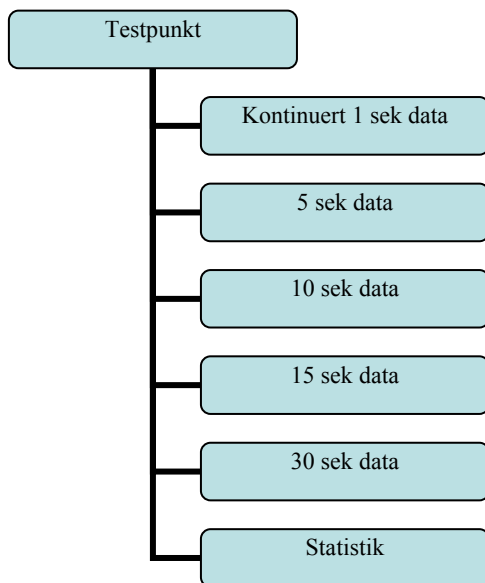 Testpunkt
Kontinuert 1 sek data
5 sek data
10 sek data
15 sek data
30 sek data
Statistik